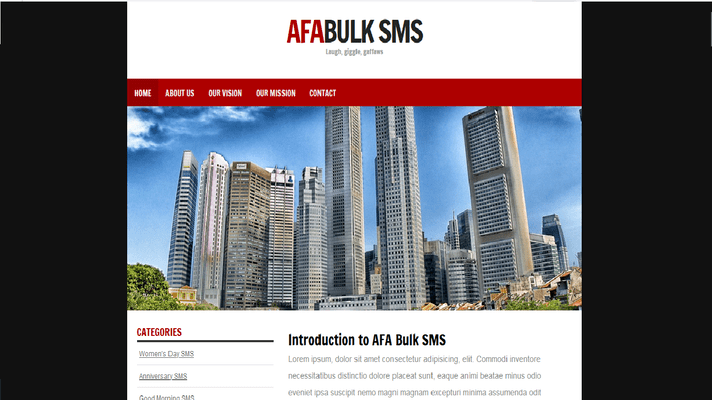 AFABULK SMS
Laugh, giggle, guffaws
HOME ABOUT US OUR VISION OUR MISSION CONTACT
CATEGORIES
Women's Day SMS
Anniversary SMS
Good Morning SMS
Introduction to AFA Bulk SMS
Lorem ipsum, dolor sit amet consectetur adipisicing, elit. Commodi inventore
necessitatibus distinctio dolore placeat sunt, eaque animi beatae minus odio
eveniet ipsa suscipit nemo magni magnam excepturi minima assumenda odit